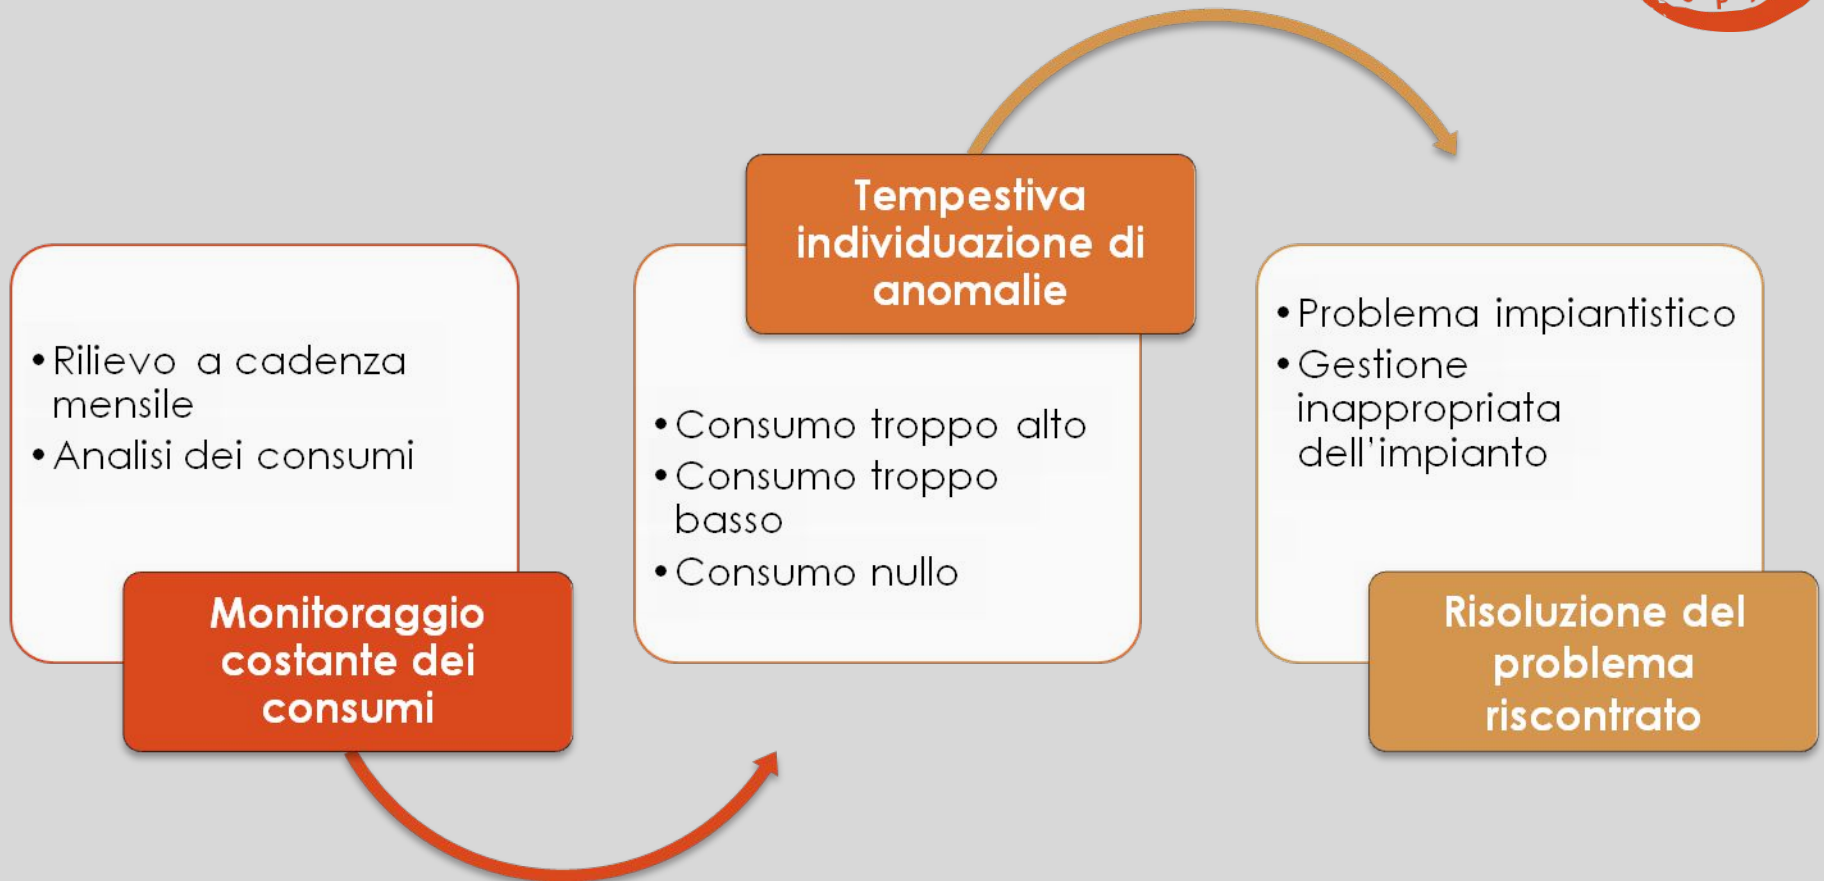 • Rilievo a cadenza
mensile
• Analisi dei consumi
Monitoraggio
costante dei
consumi
Tempestiva
individuazione di
anomalie
• Consumo troppo alto
• Consumo troppo
basso
• Consumo nullo
• Problema impiantistico
• Gestione
inappropriata
dell'impianto
Risoluzione del
problema
riscontrato